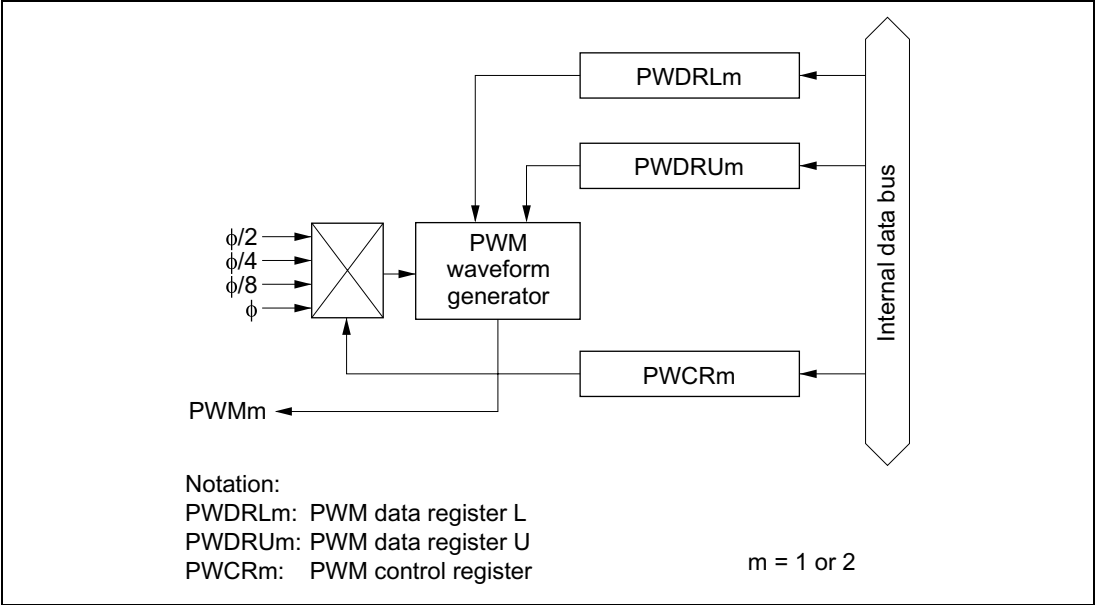 PWDRLm
PWDRUm
Internal data bus
ϕ/2
ϕ/4
ϕ/8
ϕ
PWM
waveform
generator
PWCRm
PWMm
Notation:
PWDRLm: PWM data register L
PWDRUm: PWM data register U
PWCRm: PWM control register
m = 1 or 2